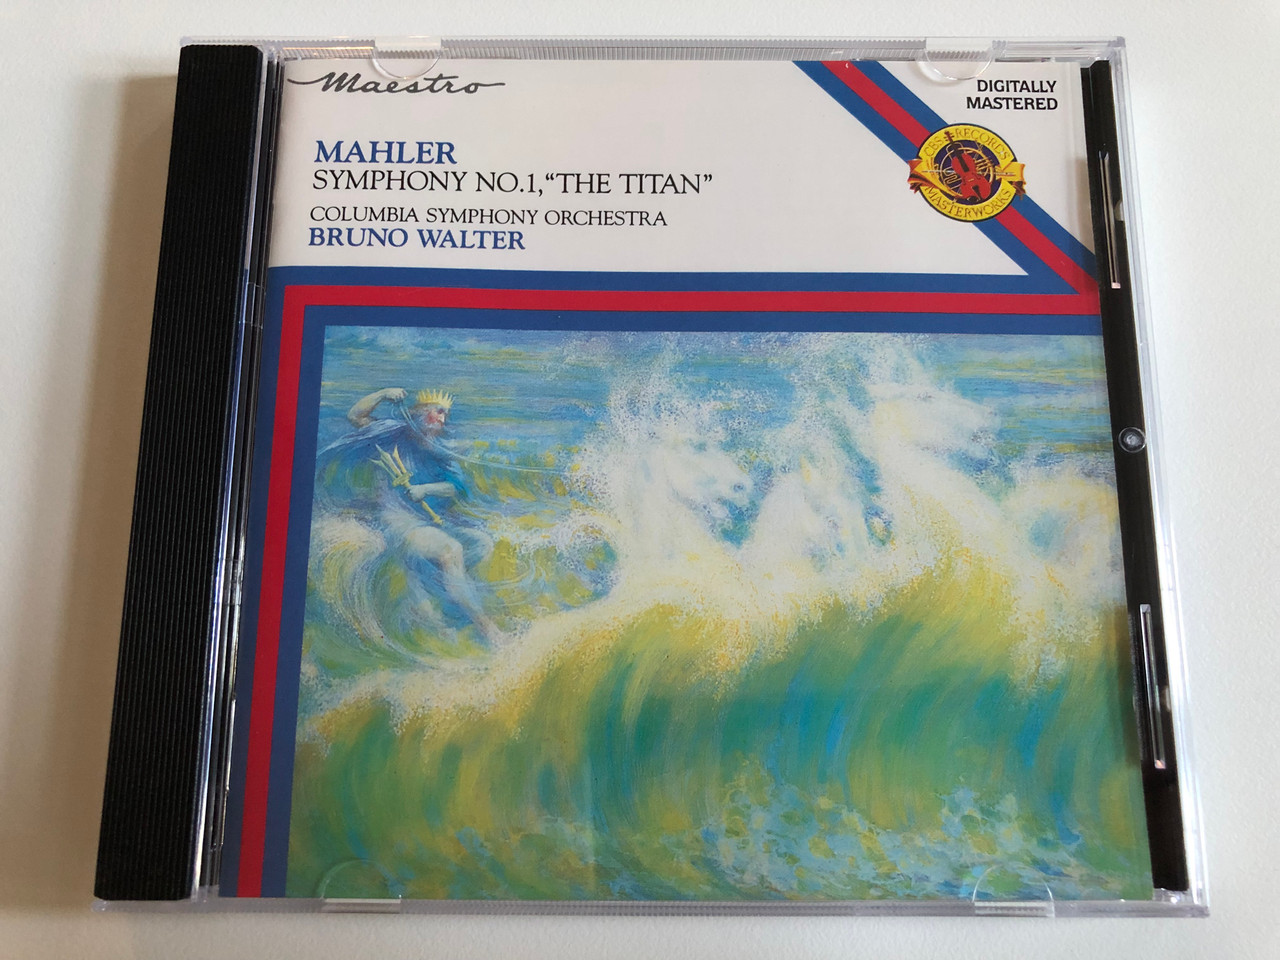 Maestro
DIGITALLY
MASTERED
MAHLER
SYMPHONY NO.1, “THE TITAN”
COLUMBIA SYMPHONY ORCHESTRA
BRUNO WALTER
CBS RECORDS
MASTERWORKS